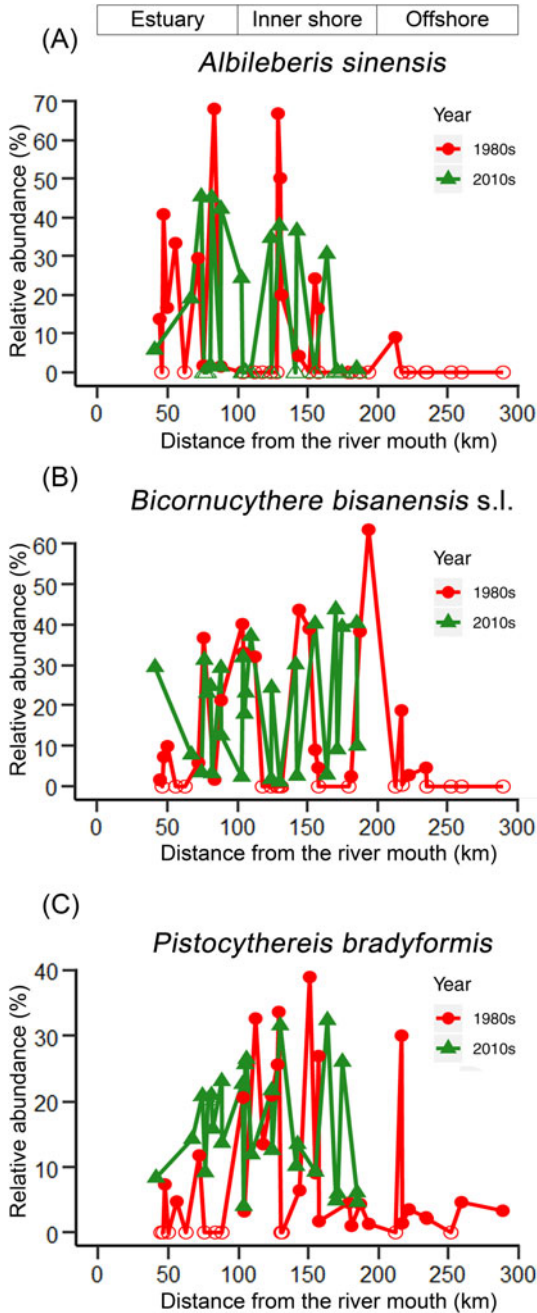 Estuary Inner shore Offshore
(A)
Albileberis sinensis
Relative abundance (%)
70
60
50
40
30
20
10
0
Year
1980s
2010s
0 50 100 150 200 250 300
Distance from the river mouth (km)
(B)
Bicornucythere bisanensis s.l.
Relative abundance (%)
60
50
40
30
20
10
0
Year
1980s
2010s
0 50 100 150 200 250 300
Distance from the river mouth (km)
(C)
Pistocythereis bradyformis
Relative abundance (%)
40
30
20
10
0
Year
1980s
2010s
0 50 100 150 200 250 300
Distance from the river mouth (km)